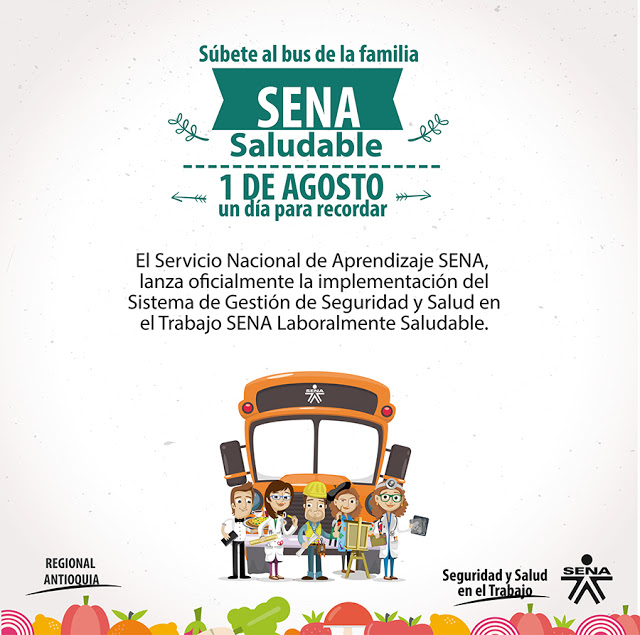 Súbete al bus de la familia
SENA
Saludable
1 DE AGOSTO
un día para recordar
El Servicio Nacional de Aprendizaje SENA,
lanza oficialmente la implementación del
Sistema de Gestión de Seguridad y Salud en
el Trabajo SENA Laboralmente Saludable.
SENA
REGIONAL
ANTIOQUIA
Seguridad y Salud
en el Trabajo
SENA